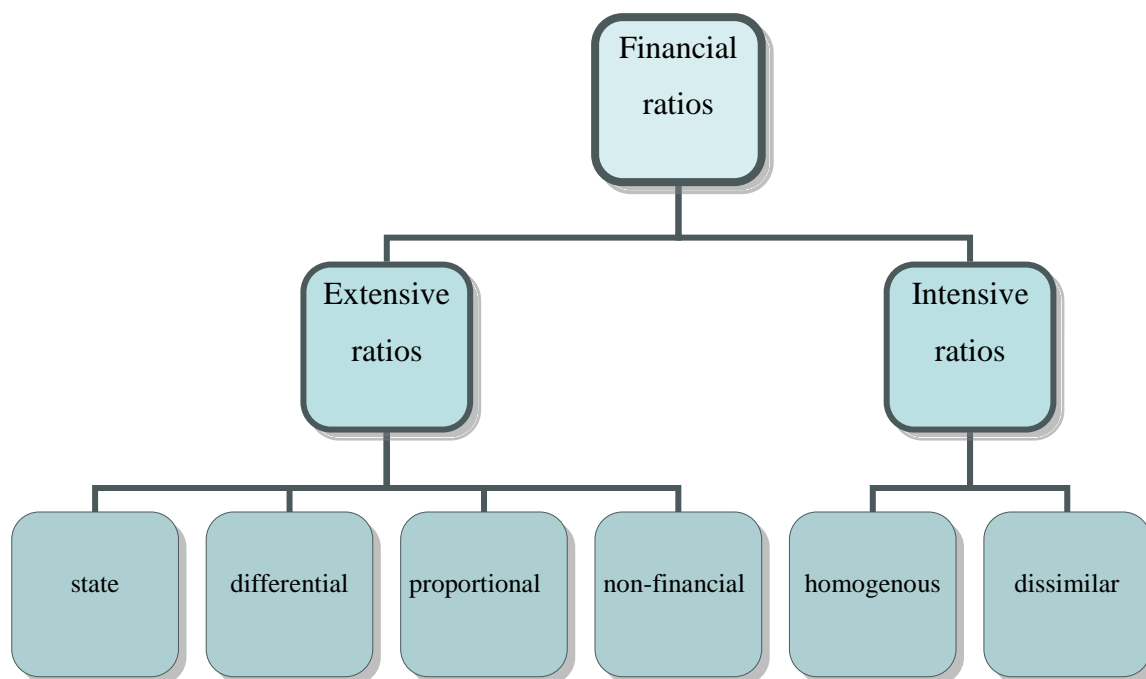 Financial
ratios
Extensive
ratios
Intensive
ratios
state
differential
proportional
non-financial
homogenous
dissimilar